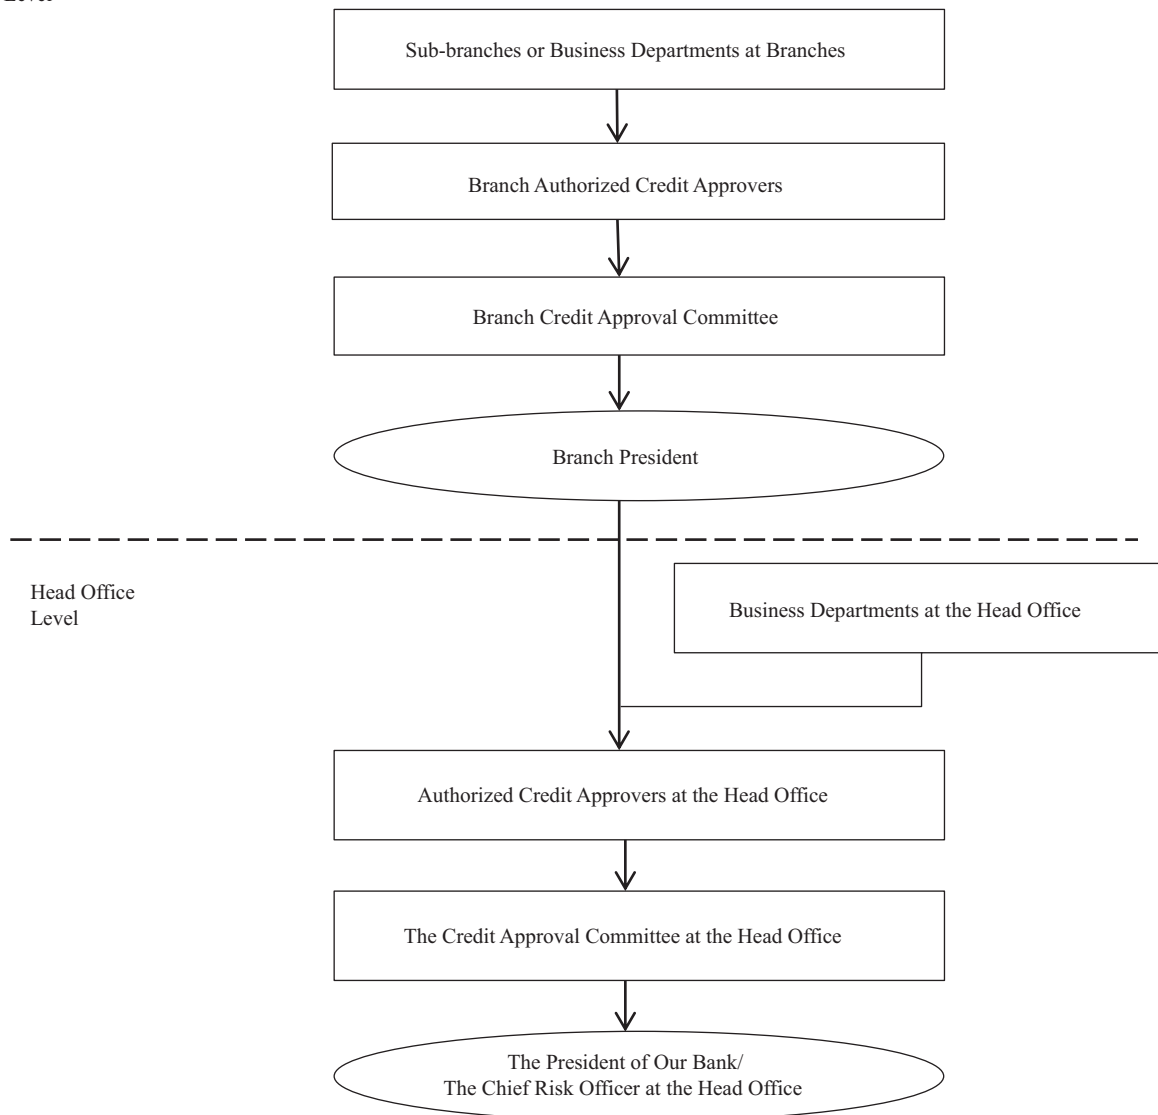 Sub-branches or Business Departments at Branches
Branch Authorized Credit Approvers
Branch Credit Approval Committee
Branch President
Head Office
Level
Business Departments at the Head Office
Authorized Credit Approvers at the Head Office
The Credit Approval Committee at the Head Office
The President of Our Bank/
The Chief Risk Officer at the Head Office